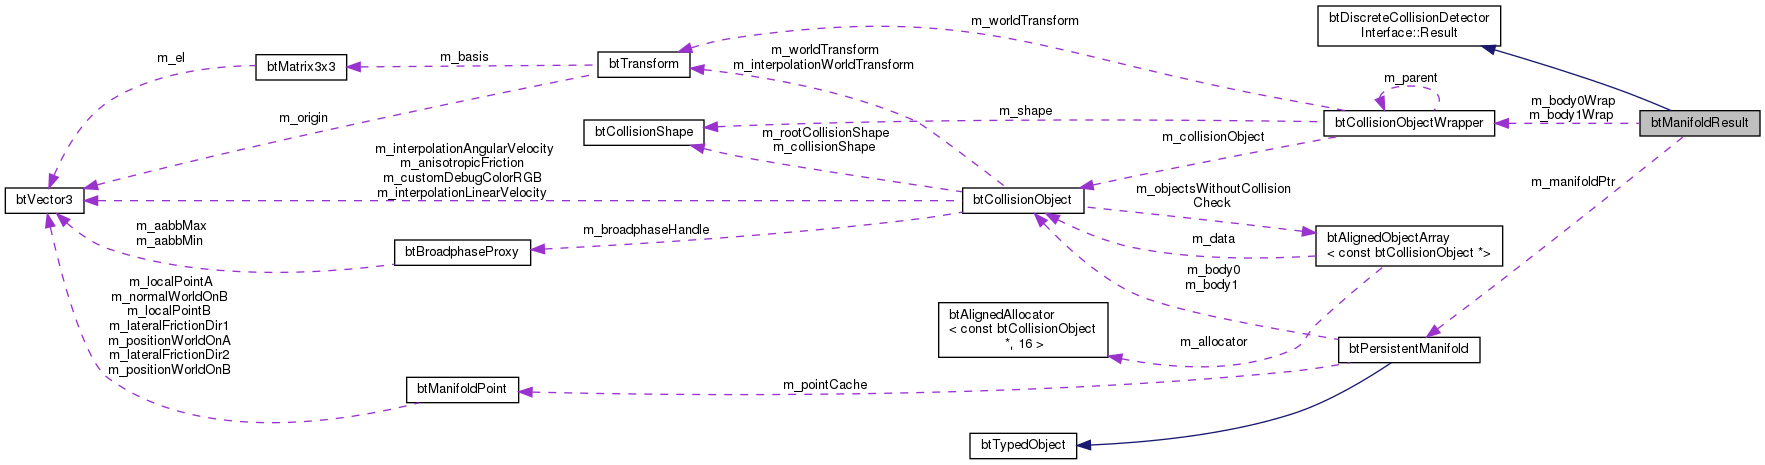 btDiscreteCollisionDetector
Interface::Result
m_worldTransform
m_el
btMatrix3x3
m_basis
btTransform
m_worldTransform
m_interpolationWorldTransform
m_parent
m_origin
btCollisionShape
m_shape
btCollisionObjectWrapper
m_body0Wrap
m_body1Wrap
btManifoldResult
m_rootCollisionShape
m_collisionShape
m_collisionObject
m_interpolationAngularVelocity
m_anisotropicFriction
m_customDebugColorRGB
m_interpolationLinearVelocity
btVector3
btCollisionObject
m_objectsWithoutCollision
Check
m_manifoldPtr
m_aabbMax
m_aabbMin
btBroadphaseProxy
m_broadphaseHandle
m_data
btAlignedObjectArray
< const btCollisionObject *>
m_body0
m_body1
m_localPointA
m_normalWorldOnB
m_localPointB
m_lateralFrictionDir1
m_positionWorldOnA
m_lateralFrictionDir2
m_positionWorldOnB
btAlignedAllocator
< const btCollisionObject
*, 16 >
m_allocator
btPersistentManifold
btManifoldPoint
m_pointCache
btTypedObject